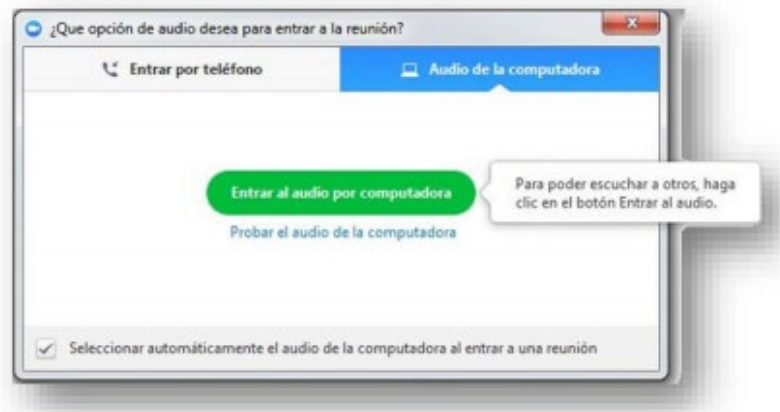 ¿Que opción de audio desea para entrar a la reunión?
Entrar por teléfono
Audio de la computadora
Entrar al audio por computadora
Para poder escuchar a otros, haga
clic en el botón Entrar al audio.
Probar el audio de la computadora
Seleccionar automáticamente el audio de la computadora al entrar a una reunión